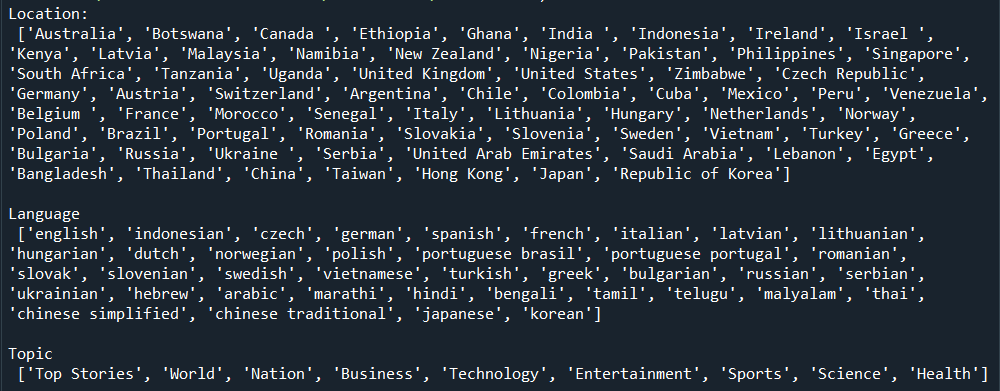 Location:
['Australia', 'Botswana', 'Canada ', 'Ethiopia', 'Ghana', 'India ', 'Indonesia', 'Ireland', 'Israel ',
'Kenya', 'Latvia', 'Malaysia', 'Namibia', 'New Zealand', 'Nigeria', 'Pakistan', 'Philippines', 'Singapore',
'South Africa', 'Tanzania', 'Uganda', 'United Kingdom', 'United States', 'Zimbabwe', 'Czech Republic',
'Germany', 'Austria', 'Switzerland', 'Argentina', 'Chile', 'Colombia', 'Cuba', 'Mexico', 'Peru', 'Venezuela',
'Belgium ', 'France', 'Morocco', 'Senegal', 'Italy', 'Lithuania', 'Hungary', 'Netherlands', 'Norway',
'Poland', 'Brazil', 'Portugal', 'Romania', 'Slovakia', 'Slovenia', 'Sweden', 'Vietnam', 'Turkey', 'Greece',
'Bulgaria', 'Russia', 'Ukraine ', 'Serbia', 'United Arab Emirates', 'Saudi Arabia', 'Lebanon', 'Egypt',
'Bangladesh', 'Thailand', 'China', 'Taiwan', 'Hong Kong', 'Japan', 'Republic of Korea']
Language
['english', 'indonesian', 'czech', 'german', 'spanish', 'french', 'italian', 'latvian', 'lithuanian',
'hungarian', 'dutch', 'norwegian', 'polish', 'portuguese brasil', 'portuguese portugal', 'romanian',
'slovak', 'slovenian', 'swedish', 'vietnamese', 'turkish', 'greek', 'bulgarian', 'russian', 'serbian',
'ukrainian', 'hebrew', 'arabic', 'marathi', 'hindi', 'bengali', 'tamil', 'telugu', 'malyalam', 'thai',
'chinese simplified', 'chinese traditional', 'japanese', 'korean']
Topic
['Top Stories', 'World', 'Nation', 'Business', 'Technology', 'Entertainment', 'Sports', 'Science', 'Health']